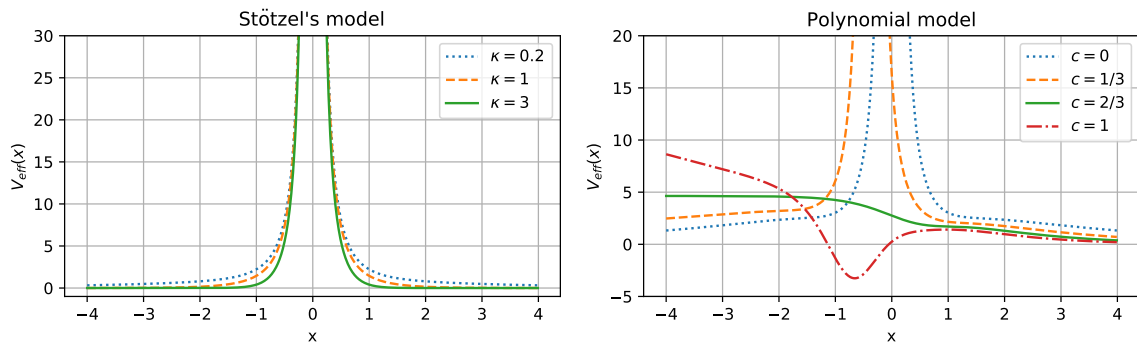 Stötzel's model
V_eff(x)
30
25
20
15
10
5
0
κ = 0.2
κ = 1
κ = 3
−4 −3 −2 −1 0 1 2 3 4
x
Polynomial model
V_eff(x)
20
15
10
5
0
−5
c = 0
c = 1/3
c = 2/3
c = 1
−4 −3 −2 −1 0 1 2 3 4
x